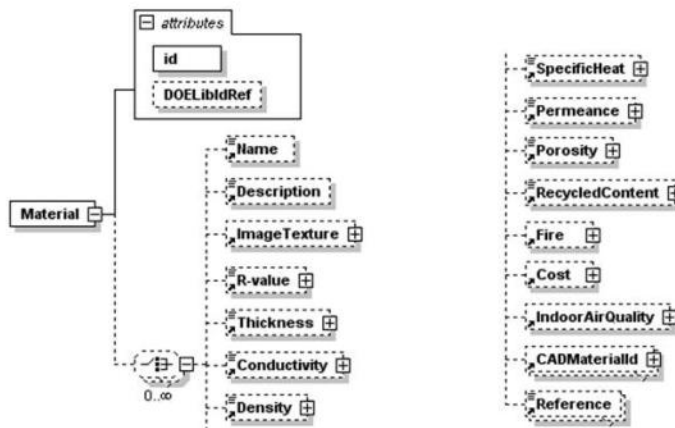 attributes
id
DOELibIdRef
Material
Name
Description
ImageTexture
R-value
Thickness
Conductivity
Density
0..∞
SpecificHeat
Permeance
Porosity
RecycledContent
Fire
Cost
IndoorAirQuality
CADMaterialId
Reference